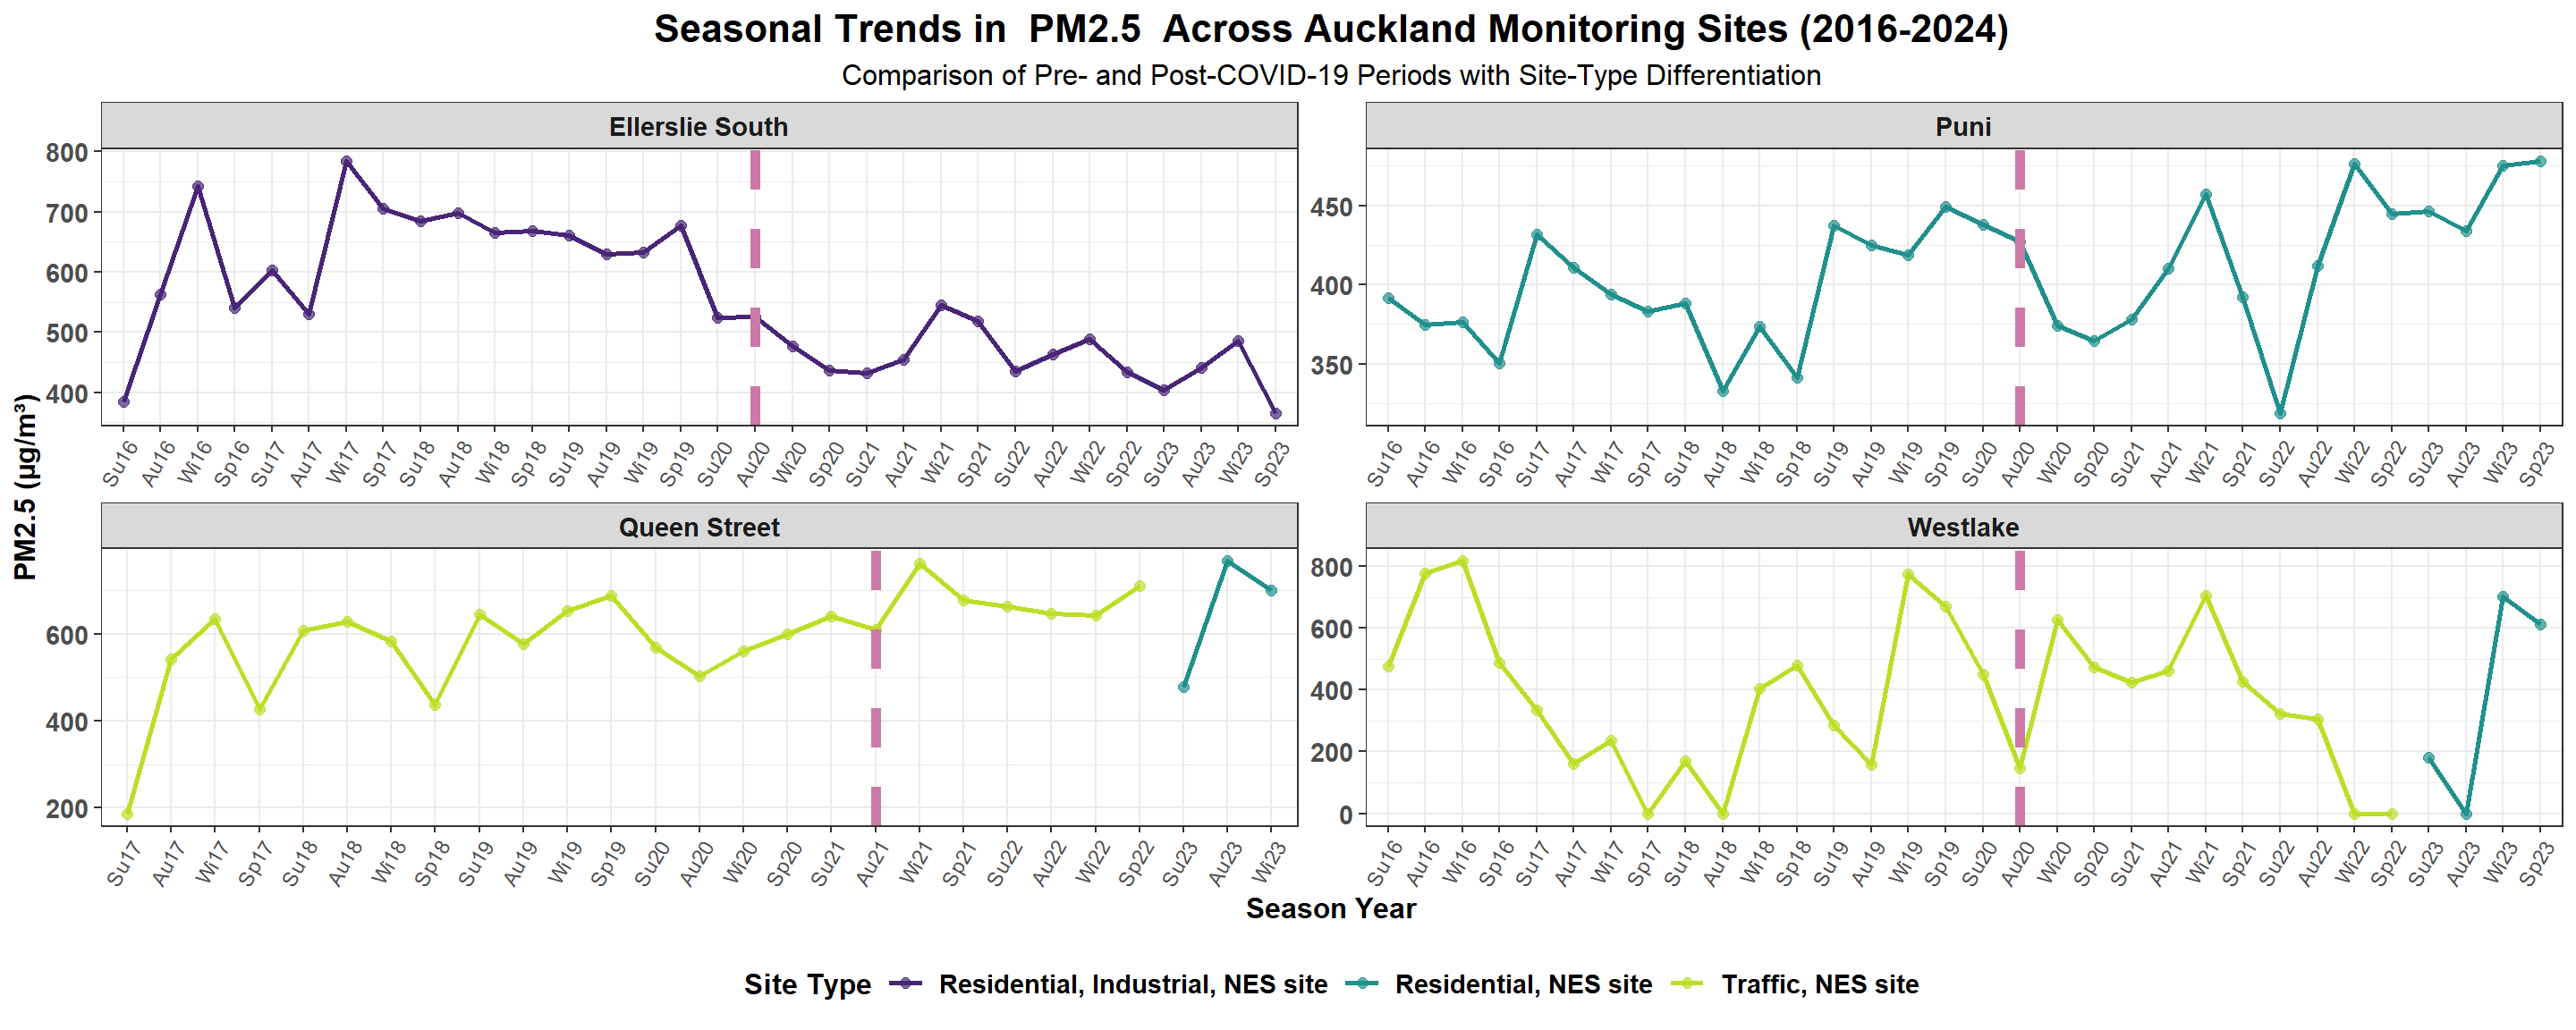 Seasonal Trends in  PM2.5  Across Auckland Monitoring Sites (2016-2024)
Comparison of Pre- and Post-COVID-19 Periods with Site-Type Differentiation
PM2.5 (µg/m³)
Ellerslie South
800
700
600
500
400
Su16 Au16 Wi16 Sp16 Su17 Au17 Wi17 Sp17 Su18 Au18 Wi18 Sp18 Su19 Au19 Wi19 Sp19 Su20 Au20 Wi20 Sp20 Su21 Au21 Wi21 Sp21 Su22 Au22 Wi22 Sp22 Su23 Au23 Wi23 Sp23
Puni
450
400
350
Su16 Au16 Wi16 Sp16 Su17 Au17 Wi17 Sp17 Su18 Au18 Wi18 Sp18 Su19 Au19 Wi19 Sp19 Su20 Au20 Wi20 Sp20 Su21 Au21 Wi21 Sp21 Su22 Au22 Wi22 Sp22 Su23 Au23 Wi23 Sp23
Queen Street
600
400
200
Su17 Au17 Wi17 Sp17 Su18 Au18 Wi18 Sp18 Su19 Au19 Wi19 Sp19 Su20 Au20 Wi20 Sp20 Su21 Au21 Wi21 Sp21 Su22 Au22 Wi22 Sp22 Su23 Au23 Wi23
Westlake
800
600
400
200
0
Su16 Au16 Wi16 Sp16 Su17 Au17 Wi17 Sp17 Su18 Au18 Wi18 Sp18 Su19 Au19 Wi19 Sp19 Su20 Au20 Wi20 Sp20 Su21 Au21 Wi21 Sp21 Su22 Au22 Wi22 Sp22 Su23 Au23 Wi23 Sp23
Season Year
Site Type Residential, Industrial, NES site Residential, NES site Traffic, NES site